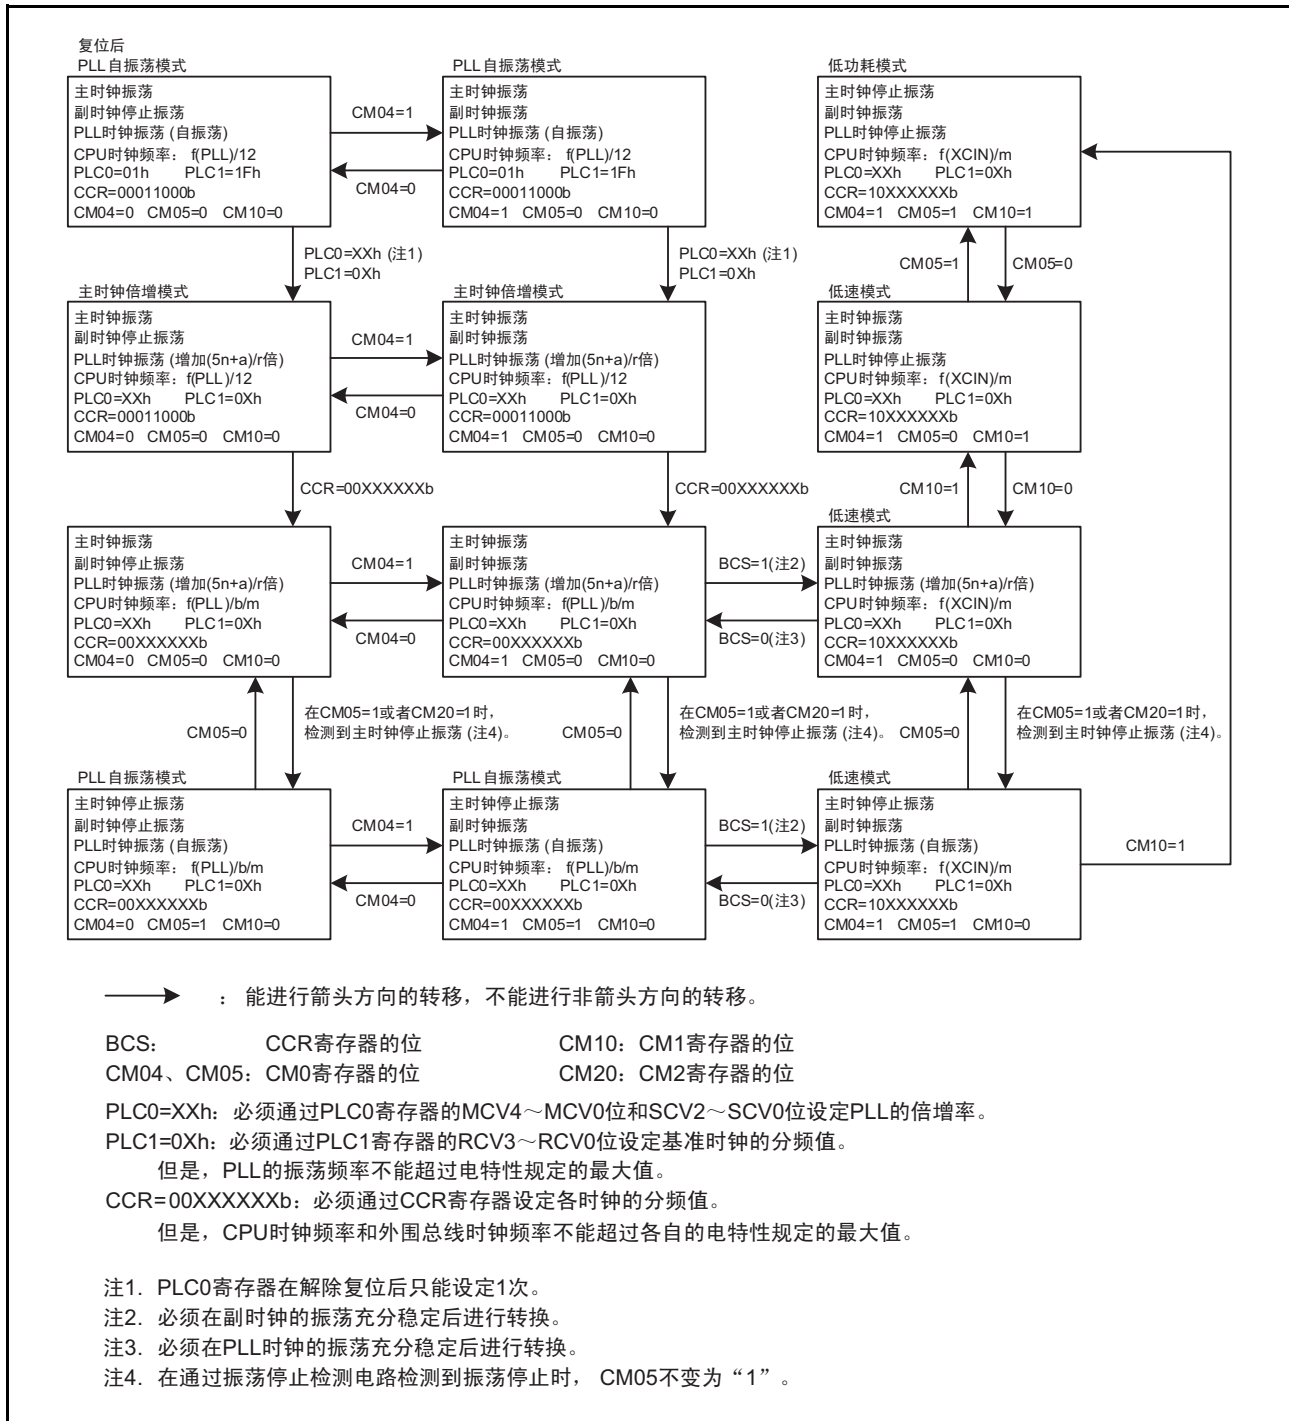 复位后
PLL自振荡模式
主时钟振荡
副时钟停止振荡
PLL时钟振荡 (自振荡)
CPU时钟频率： f(PLL)/12
PLC0=01h PLC1=1Fh
CCR=00011000b
CM04=0 CM05=0 CM10=0
CM04=1
CM04=0
PLL自振荡模式
主时钟振荡
副时钟振荡
PLL时钟振荡 (自振荡)
CPU时钟频率： f(PLL)/12
PLC0=01h PLC1=1Fh
CCR=00011000b
CM04=1 CM05=0 CM10=0
低功耗模式
主时钟停止振荡
副时钟振荡
PLL时钟停止振荡
CPU时钟频率：f(XCIN)/m
PLC0=XXh PLC1=0Xh
CCR=10XXXXXXb
CM04=1 CM05=1 CM10=1
PLC0=XXh (注1)
PLC1=0Xh
PLC0=XXh (注1)
PLC1=0Xh
CM05=1
CM05=0
主时钟倍增模式
主时钟振荡
副时钟停止振荡
PLL时钟振荡 (增加(5n+a)/r倍)
CPU时钟频率：f(PLL)/12
PLC0=XXh PLC1=0Xh
CCR=00011000b
CM04=0 CM05=0 CM10=0
CM04=1
CM04=0
主时钟倍增模式
主时钟振荡
副时钟振荡
PLL时钟振荡 (增加(5n+a)/r倍)
CPU时钟频率：f(PLL)/12
PLC0=XXh PLC1=0Xh
CCR=00011000b
CM04=1 CM05=0 CM10=0
低速模式
主时钟振荡
副时钟振荡
PLL时钟停止振荡
CPU时钟频率：f(XCIN)/m
PLC0=XXh PLC1=0Xh
CCR=10XXXXXXb
CM04=1 CM05=0 CM10=1
CCR=00XXXXXXb
CCR=00XXXXXXb
CM10=1
CM10=0
主时钟振荡
副时钟停止振荡
PLL时钟振荡 (增加(5n+a)/r倍)
CPU时钟频率：f(PLL)/b/m
PLC0=XXh PLC1=0Xh
CCR=00XXXXXXb
CM04=0 CM05=0 CM10=0
CM04=1
CM04=0
主时钟振荡
副时钟振荡
PLL时钟振荡 (增加(5n+a)/r倍)
CPU时钟频率：f(PLL)/b/m
PLC0=XXh PLC1=0Xh
CCR=00XXXXXXb
CM04=1 CM05=0 CM10=0
BCS=1(注2)
BCS=0(注3)
低速模式
主时钟振荡
副时钟振荡
PLL时钟振荡 (增加(5n+a)/r倍)
CPU时钟频率：f(XCIN)/m
PLC0=XXh PLC1=0Xh
CCR=10XXXXXXb
CM04=1 CM05=0 CM10=0
CM05=0
在CM05=1或者CM20=1时，
检测到主时钟停止振荡 (注4)。
CM05=0
在CM05=1或者CM20=1时，
检测到主时钟停止振荡 (注4)。
CM05=0
在CM05=1或者CM20=1时，
检测到主时钟停止振荡 (注4)。
PLL自振荡模式
主时钟停止振荡
副时钟停止振荡
PLL时钟振荡 (自振荡)
CPU时钟频率： f(PLL)/b/m
PLC0=XXh PLC1=0Xh
CCR=00XXXXXXb
CM04=0 CM05=1 CM10=0
CM04=1
CM04=0
PLL自振荡模式
主时钟停止振荡
副时钟振荡
PLL时钟振荡 (自振荡)
CPU时钟频率： f(PLL)/b/m
PLC0=XXh PLC1=0Xh
CCR=00XXXXXXb
CM04=1 CM05=1 CM10=0
BCS=1(注2)
BCS=0(注3)
低速模式
主时钟停止振荡
副时钟振荡
PLL时钟振荡 (自振荡)
CPU时钟频率：f(XCIN)/m
PLC0=XXh PLC1=0Xh
CCR=10XXXXXXb
CM04=1 CM05=1 CM10=0
CM10=1
： 能进行箭头方向的转移，不能进行非箭头方向的转移。
BCS： CCR寄存器的位 CM10：CM1寄存器的位
CM04、CM05：CM0寄存器的位 CM20：CM2寄存器的位
PLC0=XXh：必须通过PLC0寄存器的MCV4～MCV0位和SCV2～SCV0位设定PLL的倍增率。
PLC1=0Xh：必须通过PLC1寄存器的RCV3～RCV0位设定基准时钟的分频值。
但是，PLL的振荡频率不能超过电特性规定的最大值。
CCR=00XXXXXXb：必须通过CCR寄存器设定各时钟的分频值。
但是，CPU时钟频率和外围总线时钟频率不能超过各自的电特性规定的最大值。
注1. PLC0寄存器在解除复位后只能设定1次。
注2. 必须在副时钟的振荡充分稳定后进行转换。
注3. 必须在PLL时钟的振荡充分稳定后进行转换。
注4. 在通过振荡停止检测电路检测到振荡停止时， CM05不变为“1”。